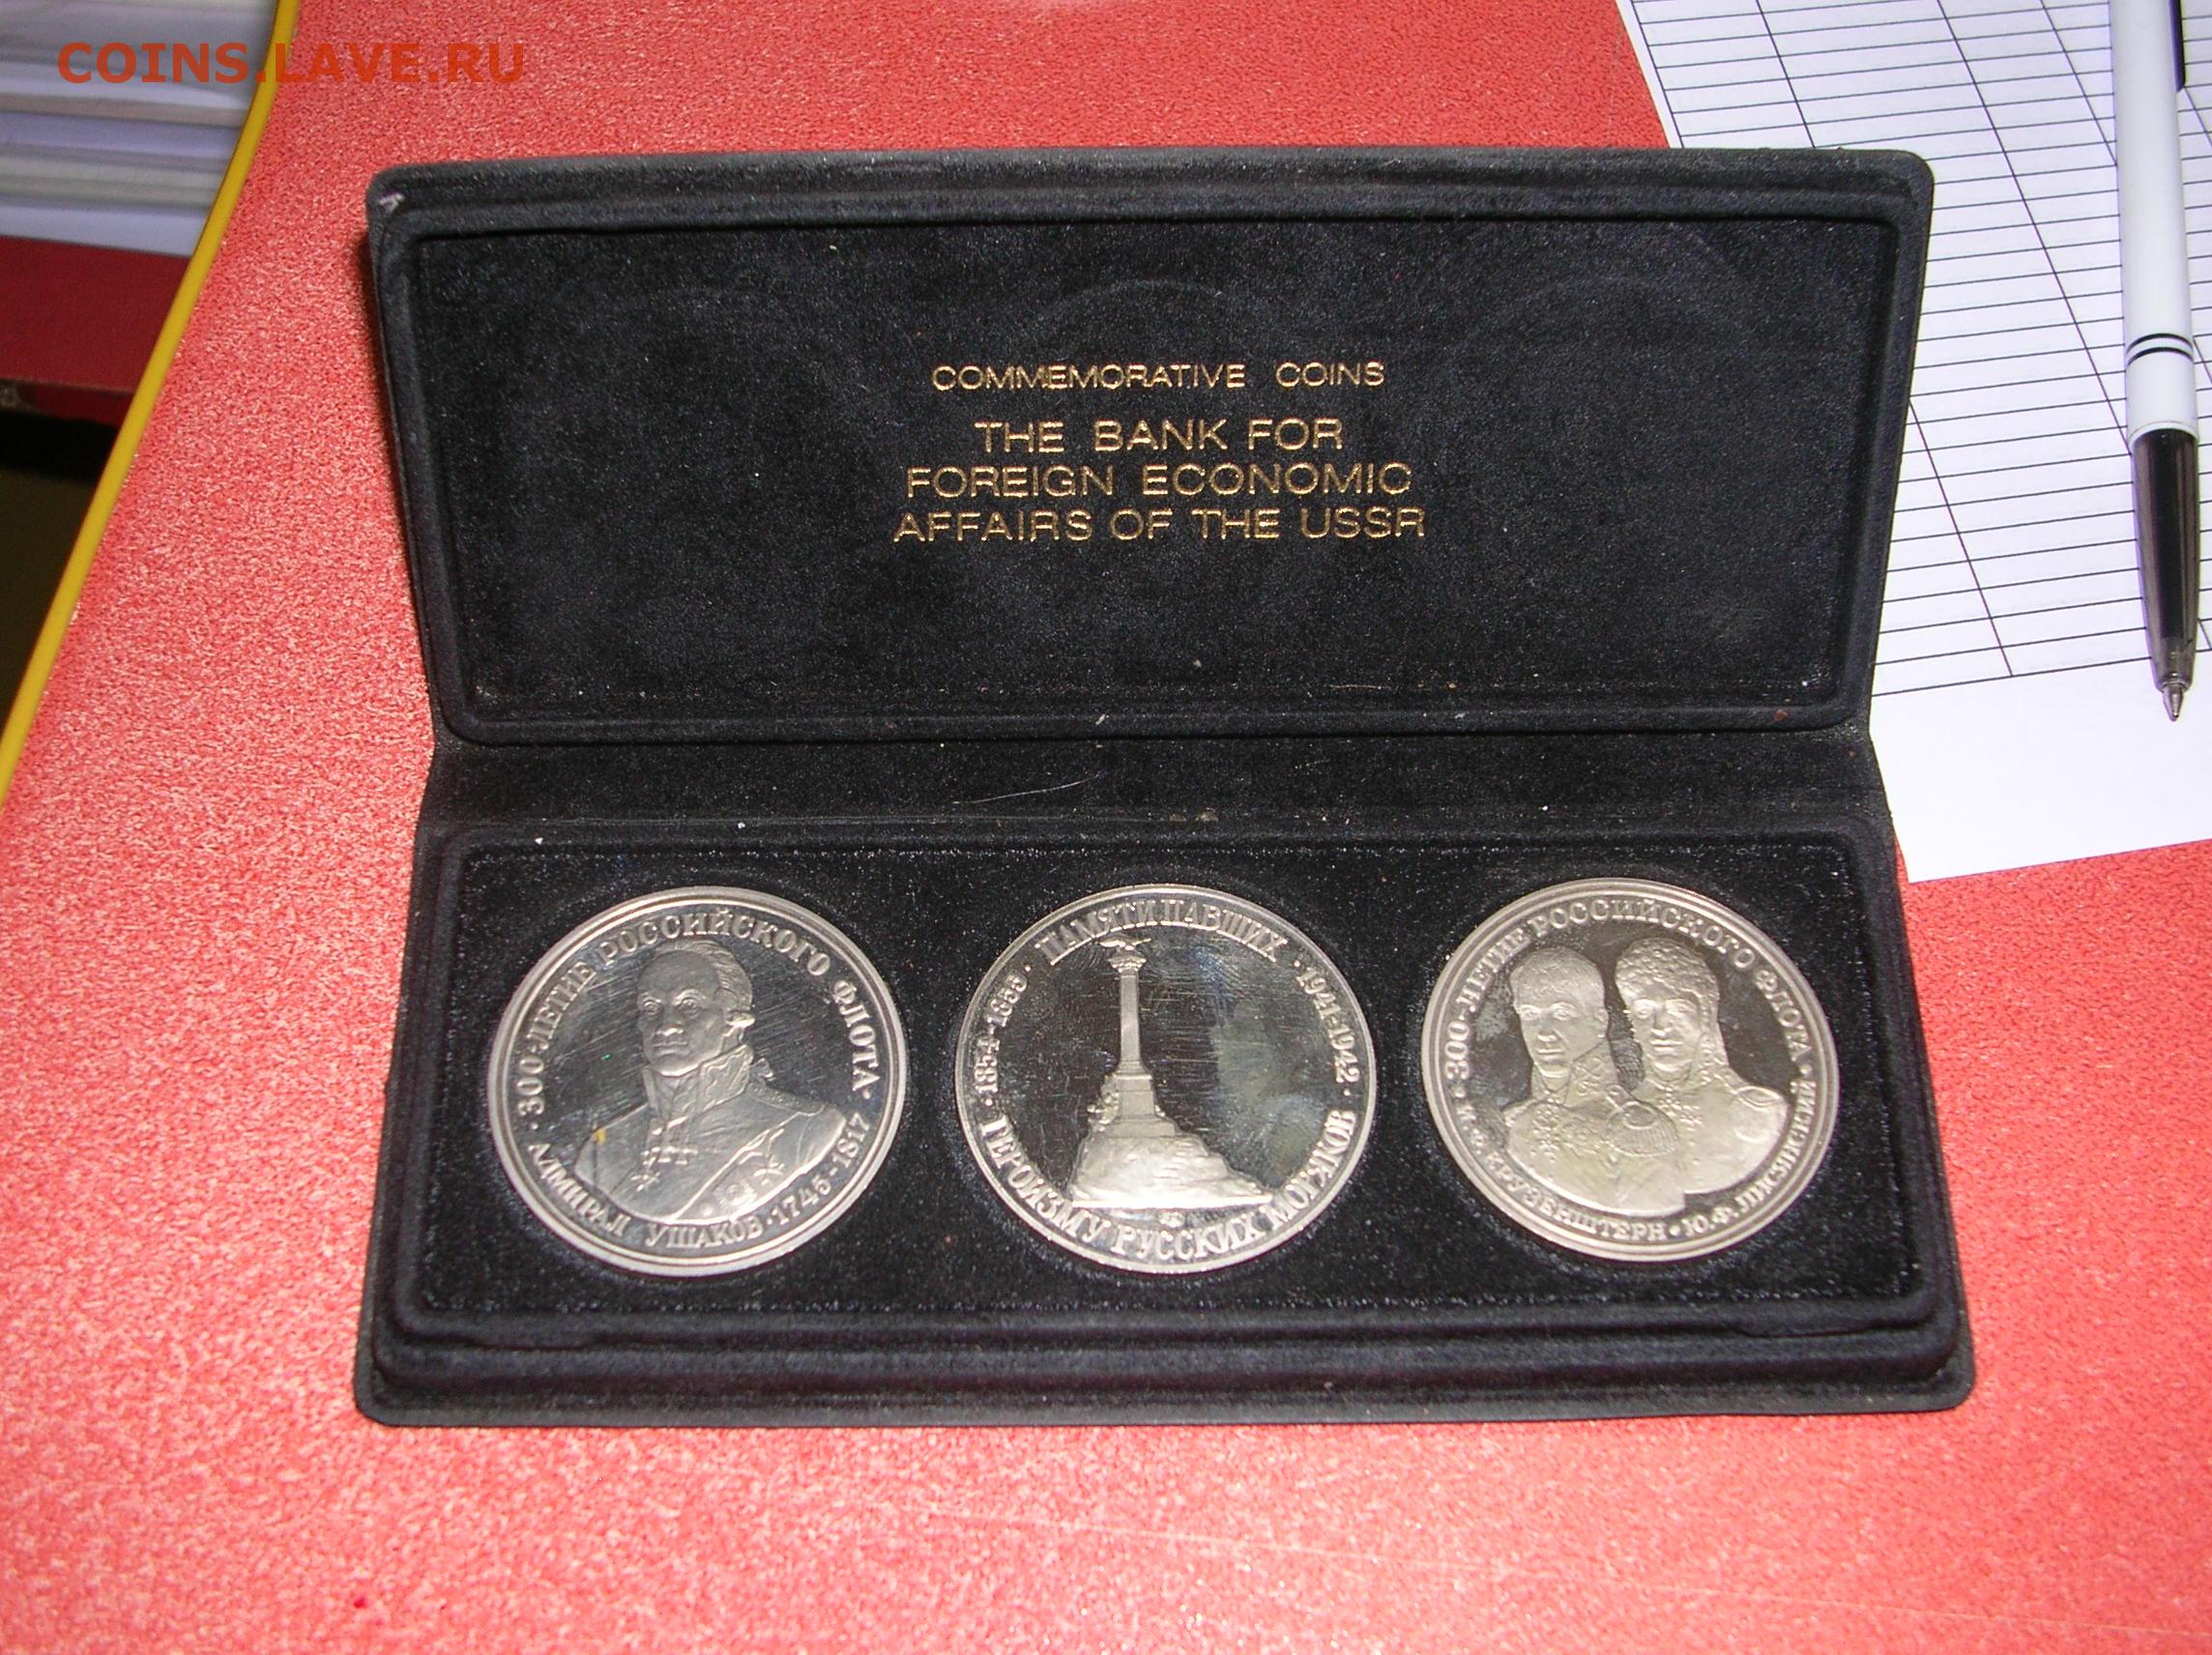 COINS.LAVE.RU
COMMEMORATIVE COINS
THE BANK FOR
FOREIGN ECONOMIC
AFFAIRS OF THE USSR
·300-ЛЕТИЕ РОССИЙСКОГО ФЛОТА·
АДМИРАЛ УШАКОВ·1745-1817
ПАМЯТИ ПАВШИХ
·1854-1855·
·1941-1942·
ГЕРОИЗМУ РУССКИХ МОРЯКОВ
·300-ЛЕТИЕ РОССИЙСКОГО ФЛОТА·
И.Ф.КРУЗЕНШТЕРН·Ю.Ф.ЛИСЯНСКИЙ